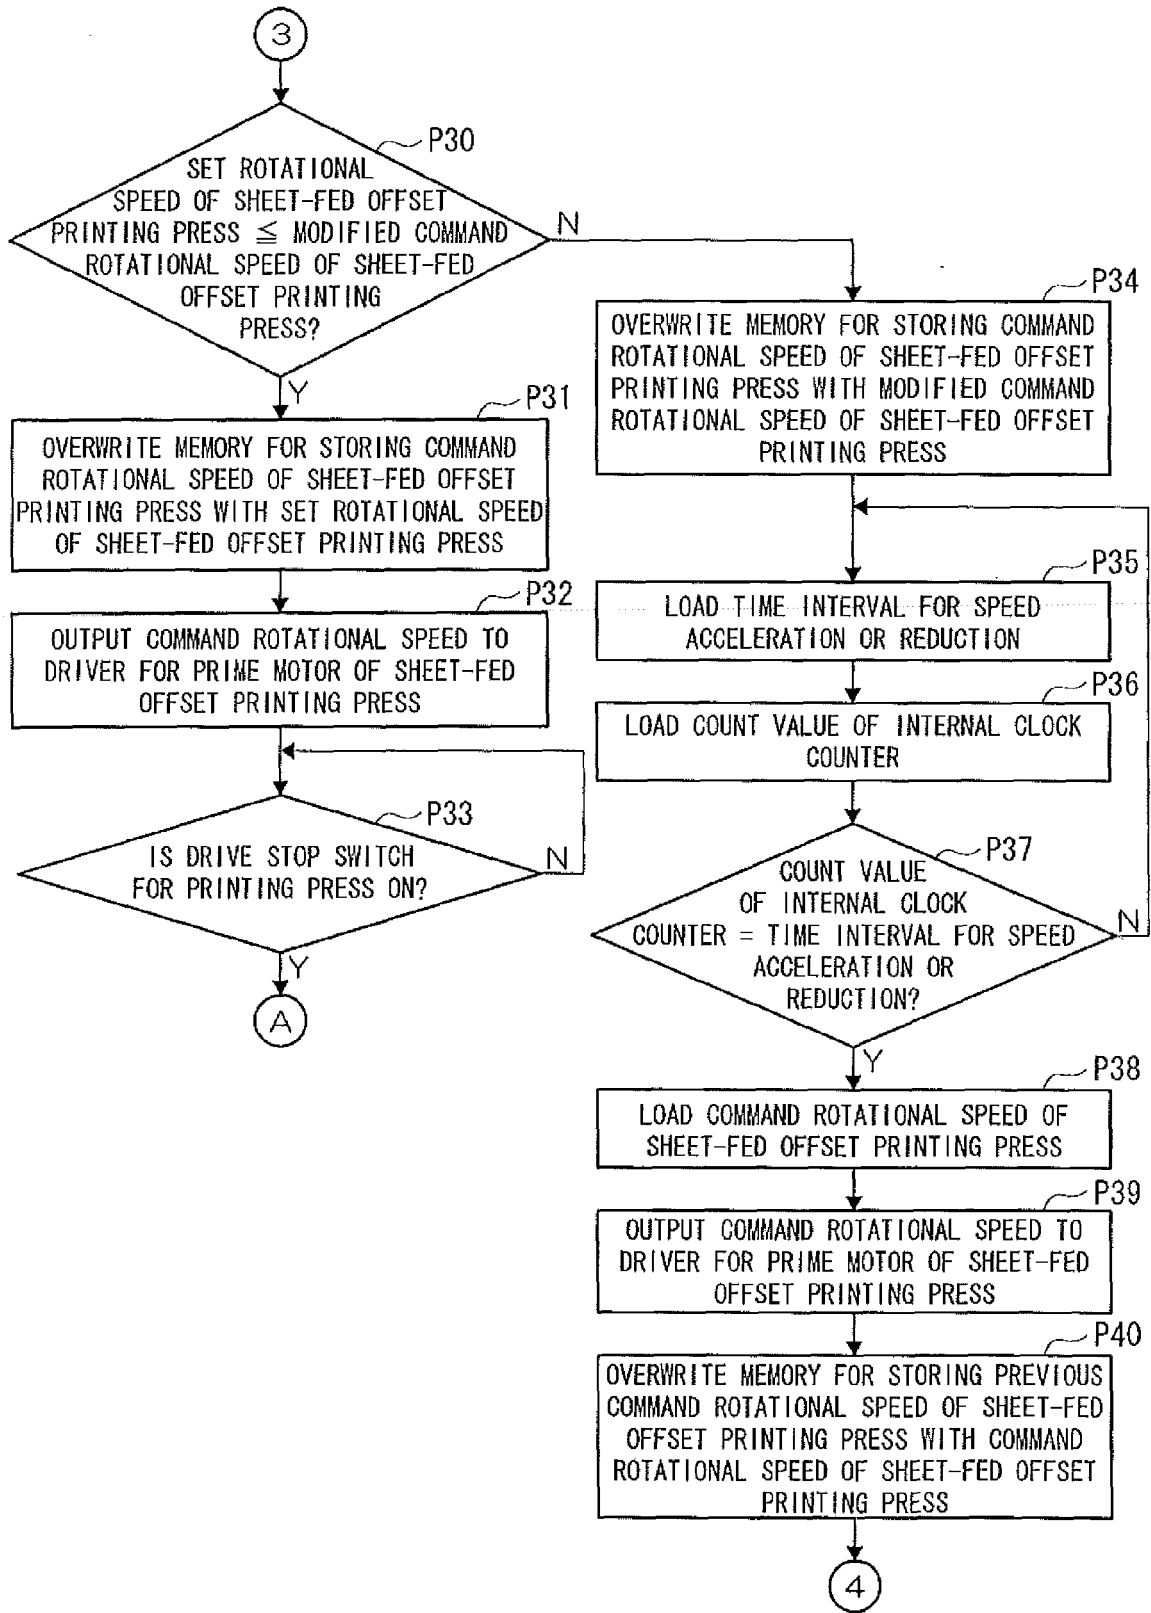 3
P30
SET ROTATIONAL
SPEED OF SHEET-FED OFFSET
PRINTING PRESS ≦ MODIFIED COMMAND
ROTATIONAL SPEED OF SHEET-FED
OFFSET PRINTING
PRESS?
N
Y
P31
OVERWRITE MEMORY FOR STORING COMMAND
ROTATIONAL SPEED OF SHEET-FED OFFSET
PRINTING PRESS WITH SET ROTATIONAL SPEED
OF SHEET-FED OFFSET PRINTING PRESS
P32
OUTPUT COMMAND ROTATIONAL SPEED TO
DRIVER FOR PRIME MOTOR OF SHEET-FED
OFFSET PRINTING PRESS
P33
IS DRIVE STOP SWITCH
FOR PRINTING PRESS ON?
N
Y
A
P34
OVERWRITE MEMORY FOR STORING COMMAND
ROTATIONAL SPEED OF SHEET-FED OFFSET
PRINTING PRESS WITH MODIFIED COMMAND
ROTATIONAL SPEED OF SHEET-FED OFFSET
PRINTING PRESS
P35
LOAD TIME INTERVAL FOR SPEED
ACCELERATION OR REDUCTION
P36
LOAD COUNT VALUE OF INTERNAL CLOCK
COUNTER
P37
COUNT VALUE
OF INTERNAL CLOCK
COUNTER = TIME INTERVAL FOR SPEED
ACCELERATION OR
REDUCTION?
N
Y
P38
LOAD COMMAND ROTATIONAL SPEED OF
SHEET-FED OFFSET PRINTING PRESS
P39
OUTPUT COMMAND ROTATIONAL SPEED TO
DRIVER FOR PRIME MOTOR OF SHEET-FED
OFFSET PRINTING PRESS
P40
OVERWRITE MEMORY FOR STORING PREVIOUS
COMMAND ROTATIONAL SPEED OF SHEET-FED
OFFSET PRINTING PRESS WITH COMMAND
ROTATIONAL SPEED OF SHEET-FED OFFSET
PRINTING PRESS
4